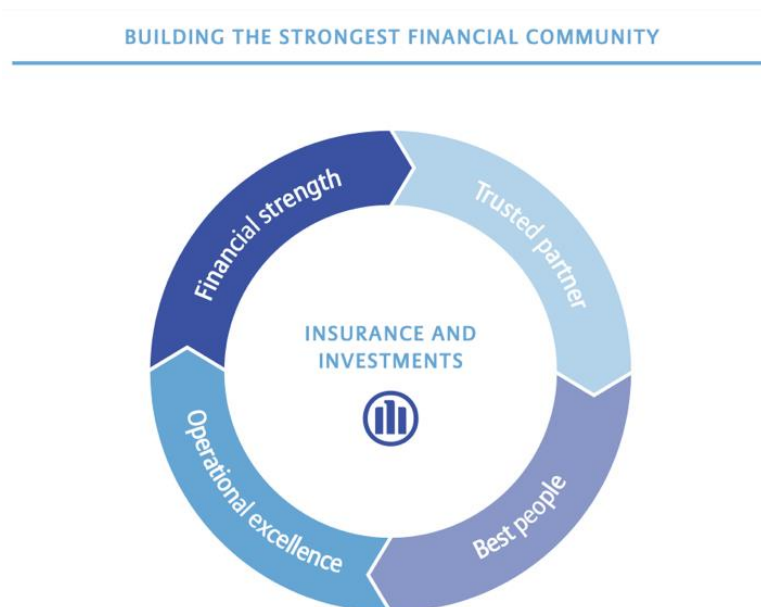 BUILDING THE STRONGEST FINANCIAL COMMUNITY
Financial strength
Trusted partner
INSURANCE AND
INVESTMENTS
Operational excellence
Best people